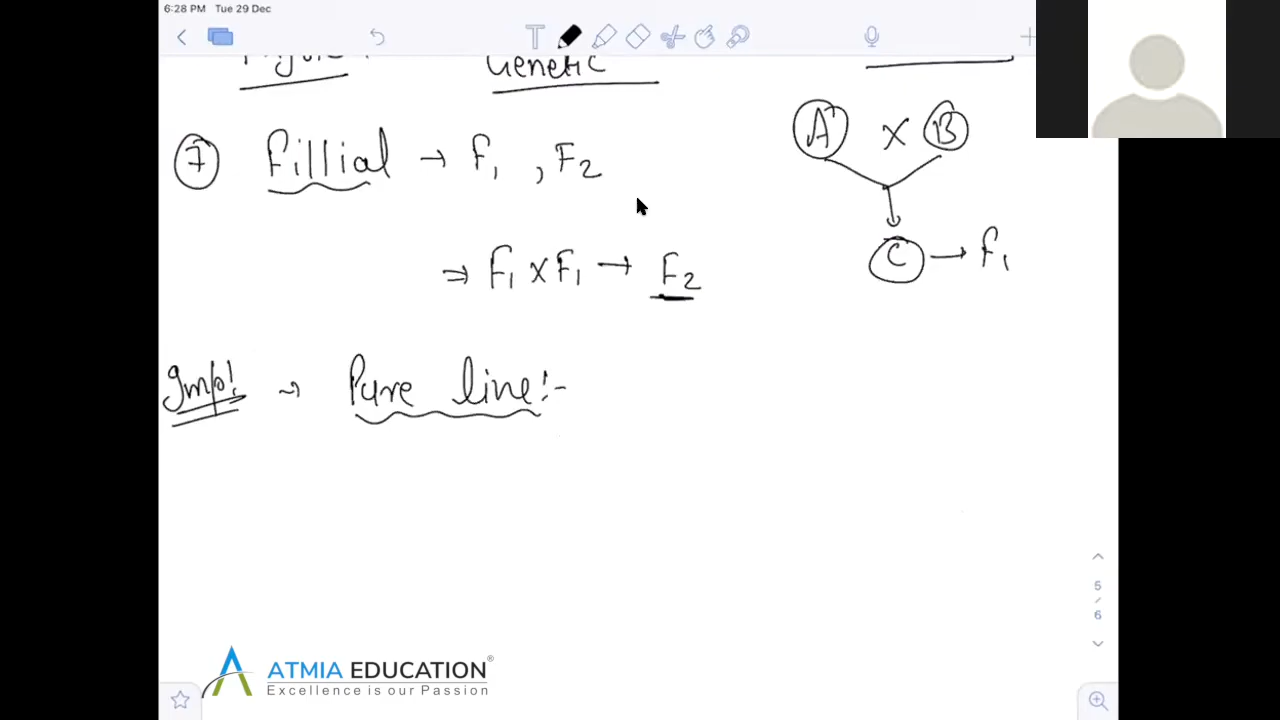 6:28 PM Tue 29 Dec
T
Genetic
A X B
7 Fillial → F1 , F2
C → F1
⇒ F1 X F1 → F2
Imp! → Pure line:-
5
6
ATMIA EDUCATION®
Excellence is our Passion